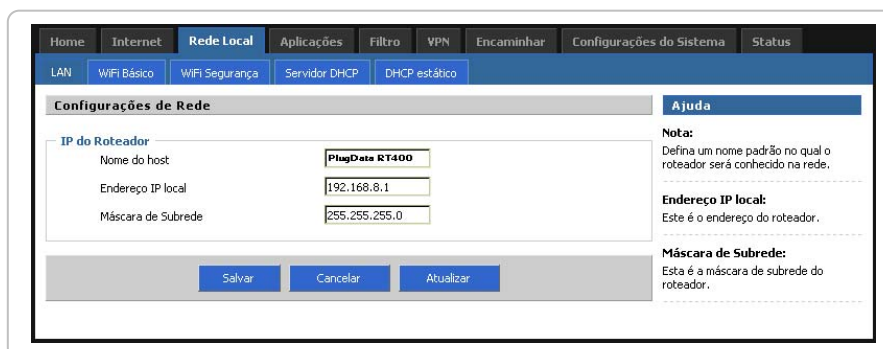 Home Internet Rede Local Aplicações Filtro VPN Encaminhar Configurações do Sistema Status
LAN WiFi Básico WiFi Segurança Servidor DHCP DHCP estático
Configurações de Rede
IP do Roteador
Nome do host PlugData RT400
Endereço IP local 192.168.8.1
Máscara de Subrede 255.255.255.0
Salvar Cancelar Atualizar
Ajuda
Nota:
Defina um nome padrão no qual o
roteador será conhecido na rede.
Endereço IP local:
Este é o endereço do roteador.
Máscara de Subrede:
Esta é a máscara de subrede do
roteador.